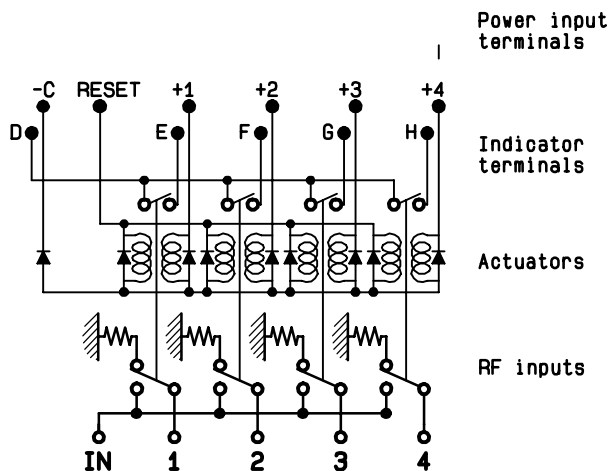 Power input
terminals
-C RESET +1 +2 +3 +4
D E F G H
Indicator
terminals
Actuators
RF inputs
IN 1 2 3 4